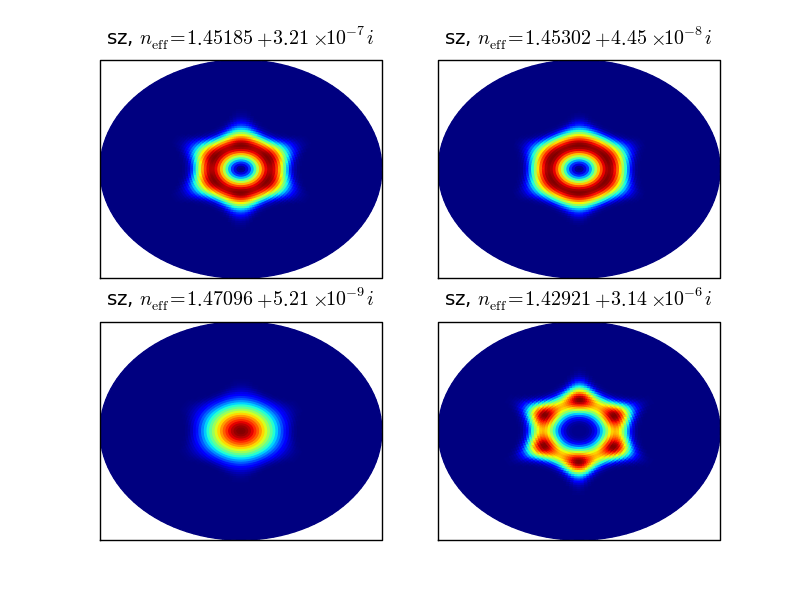 sz, n_eff=1.45185+3.21×10^-7 i
sz, n_eff=1.45302+4.45×10^-8 i
sz, n_eff=1.47096+5.21×10^-9 i
sz, n_eff=1.42921+3.14×10^-6 i